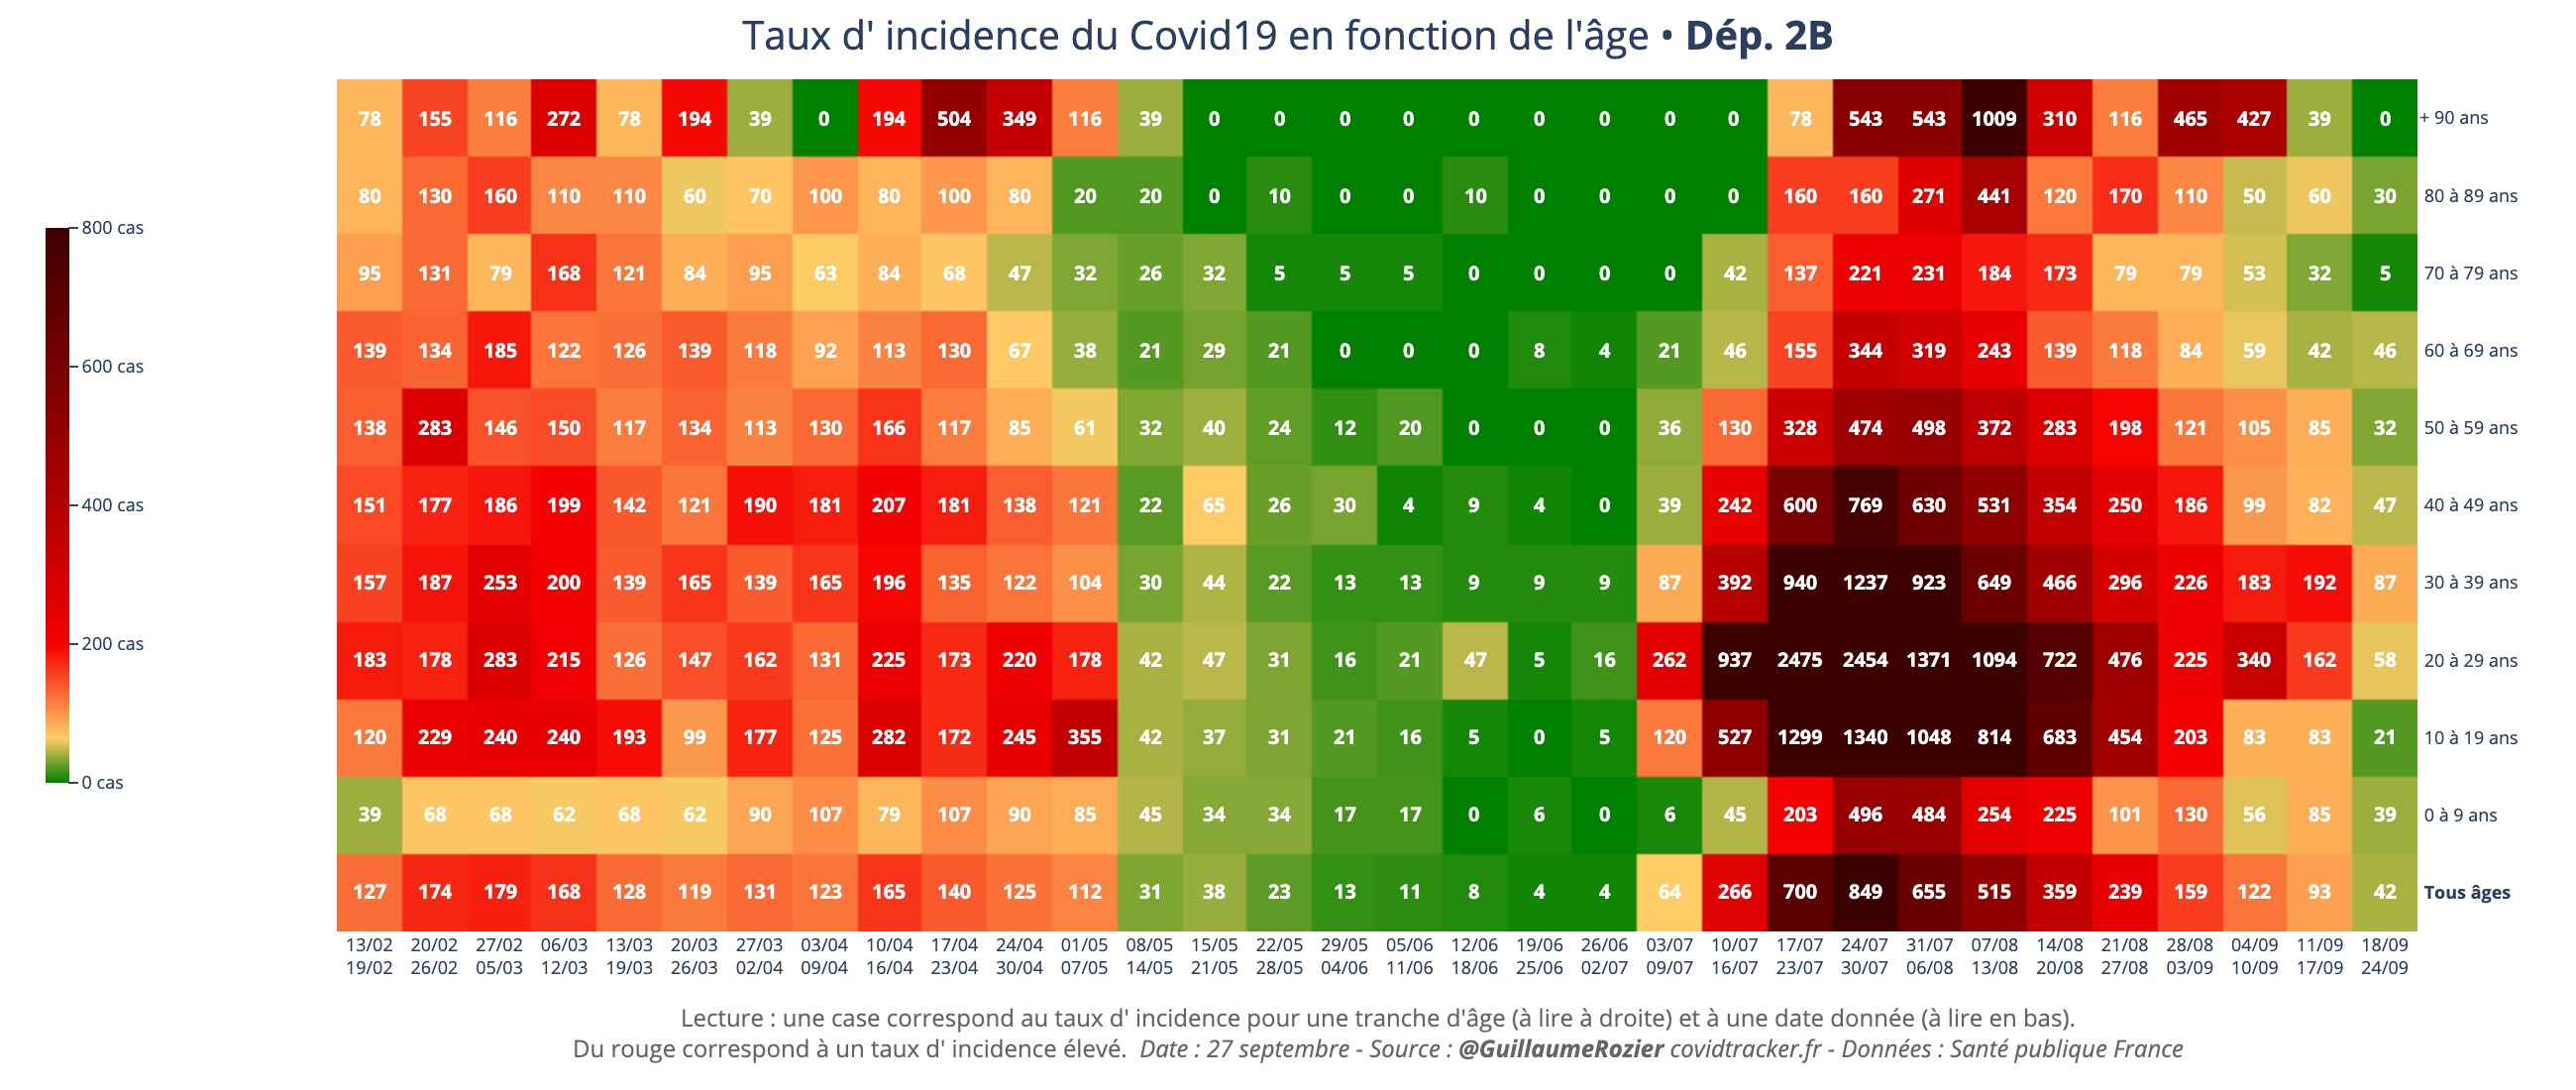 Taux d' incidence du Covid19 en fonction de l'âge • Dép. 2B
78 155 116 272 78 194 39 0 194 504 349 116 39 0 0 0 0 0 0 0 0 0 78 543 543 1009 310 116 465 427 39 0 + 90 ans
80 130 160 110 110 60 70 100 80 100 80 20 20 0 10 0 0 10 0 0 0 0 160 160 271 441 120 170 110 50 60 30 80 à 89 ans
800 cas
95 131 79 168 121 84 95 63 84 68 47 32 26 32 5 5 5 0 0 0 0 42 137 221 231 184 173 79 79 53 32 5 70 à 79 ans
139 134 185 122 126 139 118 92 113 130 67 38 21 29 21 0 0 0 8 4 21 46 155 344 319 243 139 118 84 59 42 46 60 à 69 ans
600 cas
138 283 146 150 117 134 113 130 166 117 85 61 32 40 24 12 20 0 0 0 36 130 328 474 498 372 283 198 121 105 85 32 50 à 59 ans
400 cas
151 177 186 199 142 121 190 181 207 181 138 121 22 65 26 30 4 9 4 0 39 242 600 769 630 531 354 250 186 99 82 47 40 à 49 ans
157 187 253 200 139 165 139 165 196 135 122 104 30 44 22 13 13 9 9 9 87 392 940 1237 923 649 466 296 226 183 192 87 30 à 39 ans
200 cas
183 178 283 215 126 147 162 131 225 173 220 178 42 47 31 16 21 47 5 16 262 937 2475 2454 1371 1094 722 476 225 340 162 58 20 à 29 ans
120 229 240 240 193 99 177 125 282 172 245 355 42 37 31 21 16 5 0 5 120 527 1299 1340 1048 814 683 454 203 83 83 21 10 à 19 ans
0 cas
39 68 68 62 68 62 90 107 79 107 90 85 45 34 34 17 17 0 6 0 6 45 203 496 484 254 225 101 130 56 85 39 0 à 9 ans
127 174 179 168 128 119 131 123 165 140 125 112 31 38 23 13 11 8 4 4 64 266 700 849 655 515 359 239 159 122 93 42 Tous âges
13/02 20/02 27/02 06/03 13/03 20/03 27/03 03/04 10/04 17/04 24/04 01/05 08/05 15/05 22/05 29/05 05/06 12/06 19/06 26/06 03/07 10/07 17/07 24/07 31/07 07/08 14/08 21/08 28/08 04/09 11/09 18/09
19/02 26/02 05/03 12/03 19/03 26/03 02/04 09/04 16/04 23/04 30/04 07/05 14/05 21/05 28/05 04/06 11/06 18/06 25/06 02/07 09/07 16/07 23/07 30/07 06/08 13/08 20/08 27/08 03/09 10/09 17/09 24/09
Lecture : une case correspond au taux d' incidence pour une tranche d'âge (à lire à droite) et à une date donnée (à lire en bas).
Du rouge correspond à un taux d' incidence élevé. Date : 27 septembre - Source : @GuillaumeRozier covidtracker.fr - Données : Santé publique France